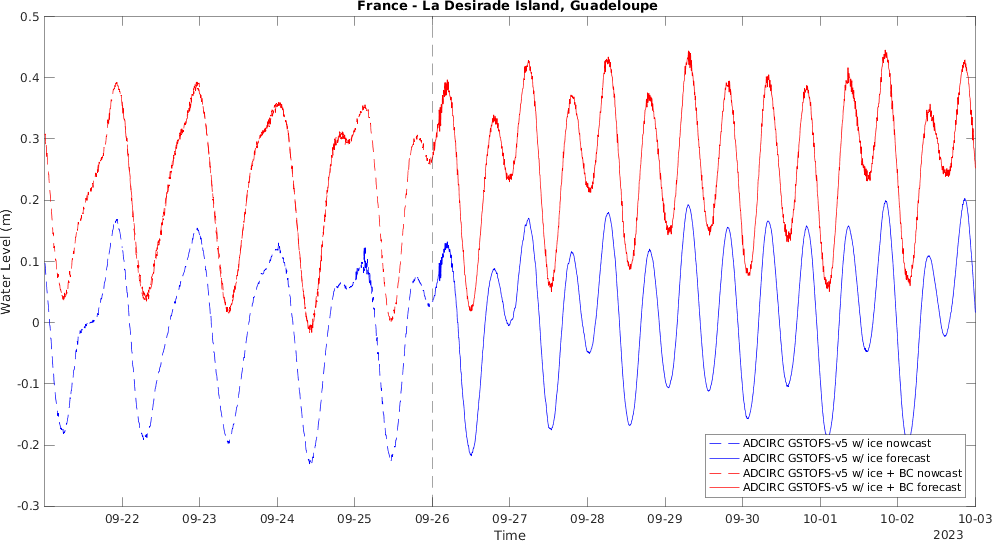 France - La Desirade Island, Guadeloupe
0.5
0.4
0.3
0.2
0.1
0
-0.1
-0.2
-0.3
Water Level (m)
ADCIRC GSTOFS-v5 w/ ice nowcast
ADCIRC GSTOFS-v5 w/ ice forecast
ADCIRC GSTOFS-v5 w/ ice + BC nowcast
ADCIRC GSTOFS-v5 w/ ice + BC forecast
09-22 09-23 09-24 09-25 09-26 09-27 09-28 09-29 09-30 10-01 10-02 10-03
Time
2023